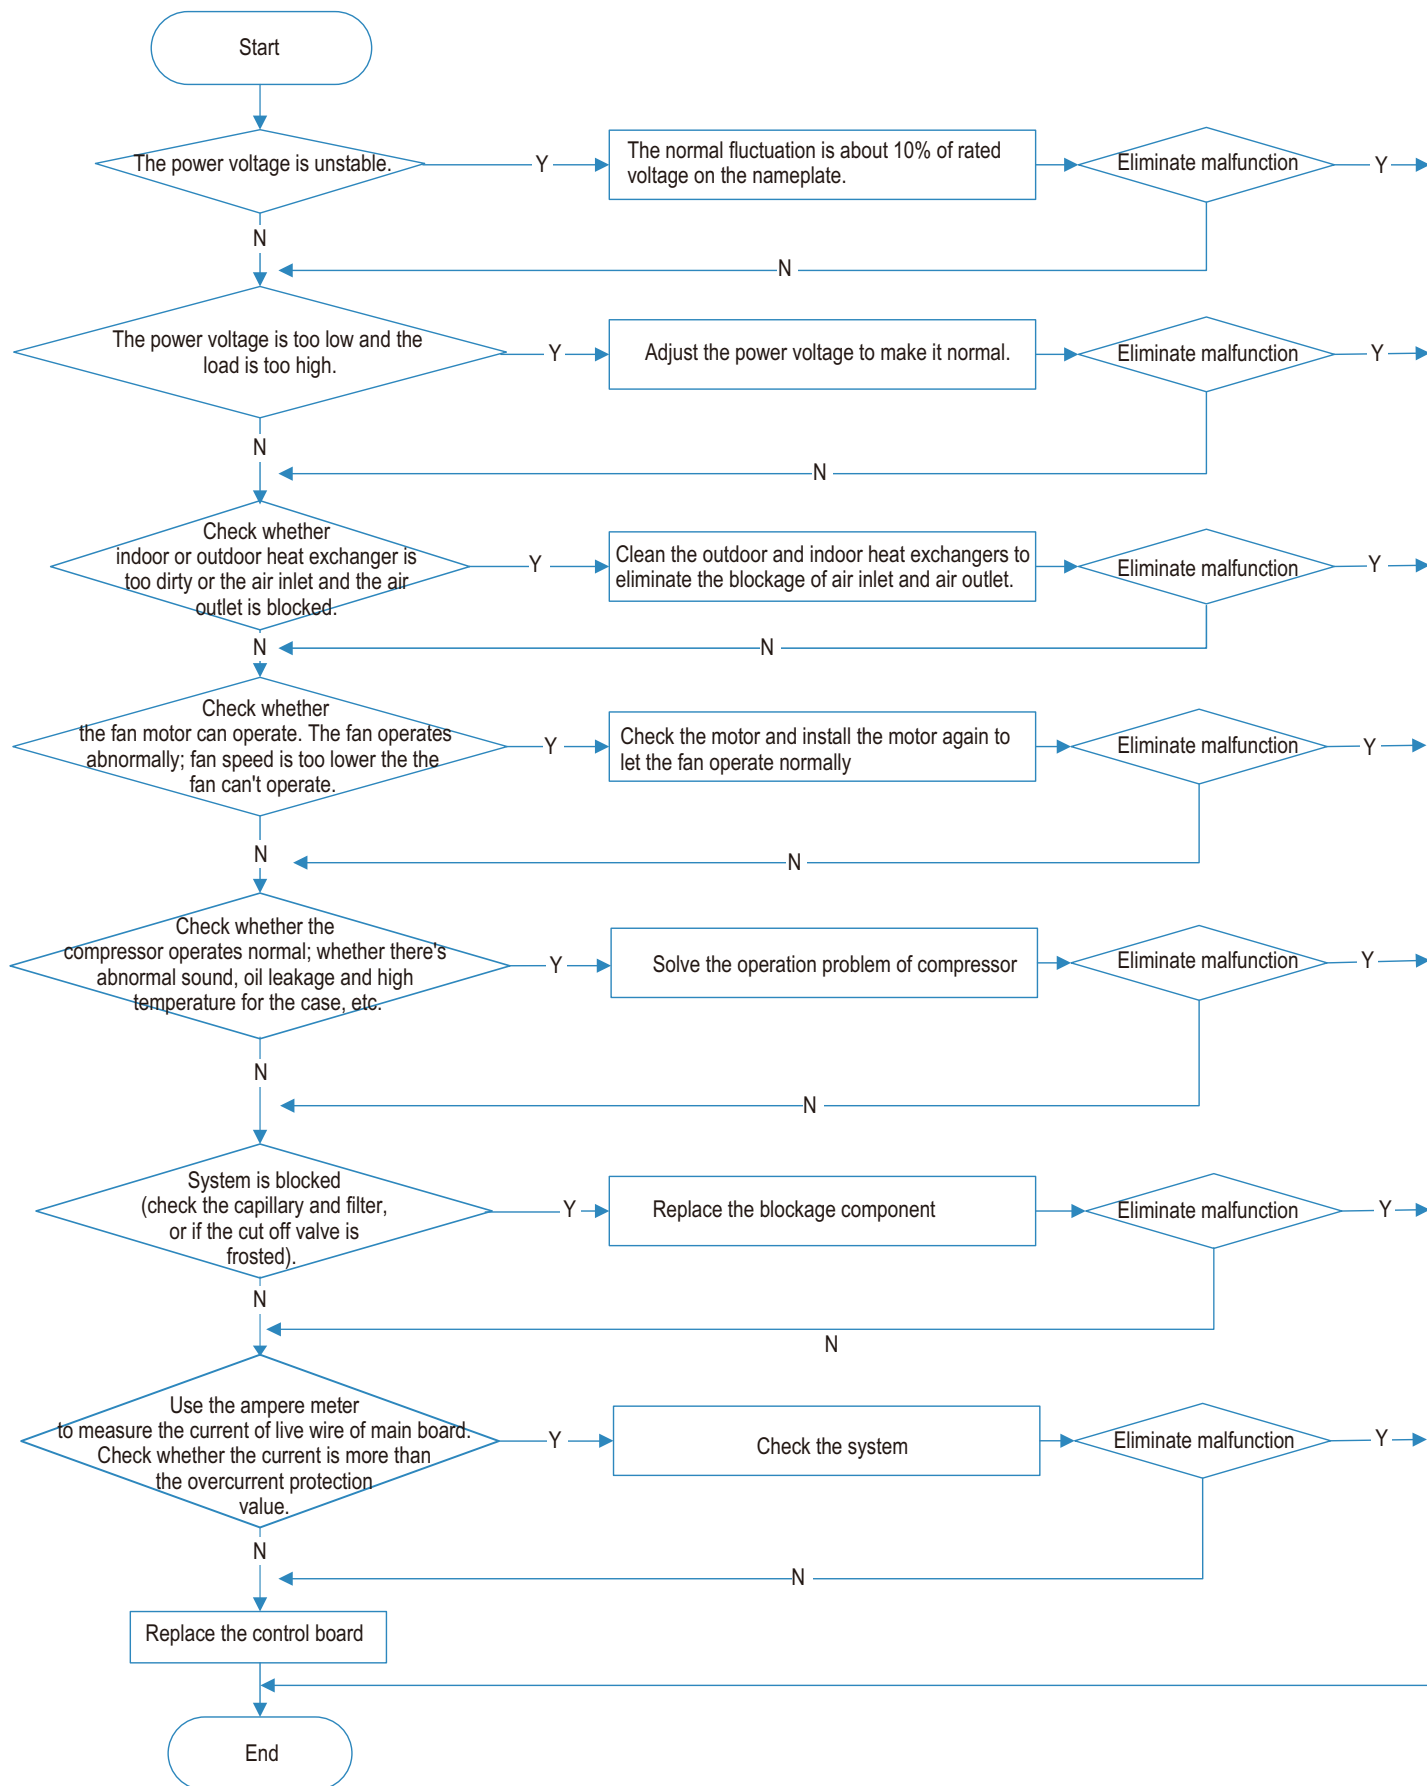 Start
The power voltage is unstable.
Y
The normal fluctuation is about 10% of rated
voltage on the nameplate.
Eliminate malfunction
Y
N
N
The power voltage is too low and the
load is too high.
Y
Adjust the power voltage to make it normal.
Eliminate malfunction
Y
N
N
Check whether
indoor or outdoor heat exchanger is
too dirty or the air inlet and the air
outlet is blocked.
Y
Clean the outdoor and indoor heat exchangers to
eliminate the blockage of air inlet and air outlet.
Eliminate malfunction
Y
N
N
Check whether
the fan motor can operate. The fan operates
abnormally; fan speed is too lower the the
fan can't operate.
Y
Check the motor and install the motor again to
let the fan operate normally
Eliminate malfunction
Y
N
N
Check whether the
compressor operates normal; whether there's
abnormal sound, oil leakage and high
temperature for the case, etc.
Y
Solve the operation problem of compressor
Eliminate malfunction
Y
N
N
System is blocked
(check the capillary and filter,
or if the cut off valve is
frosted).
Y
Replace the blockage component
Eliminate malfunction
Y
N
N
Use the ampere meter
to measure the current of live wire of main board.
Check whether the current is more than
the overcurrent protection
value.
Y
Check the system
Eliminate malfunction
Y
N
N
Replace the control board
End